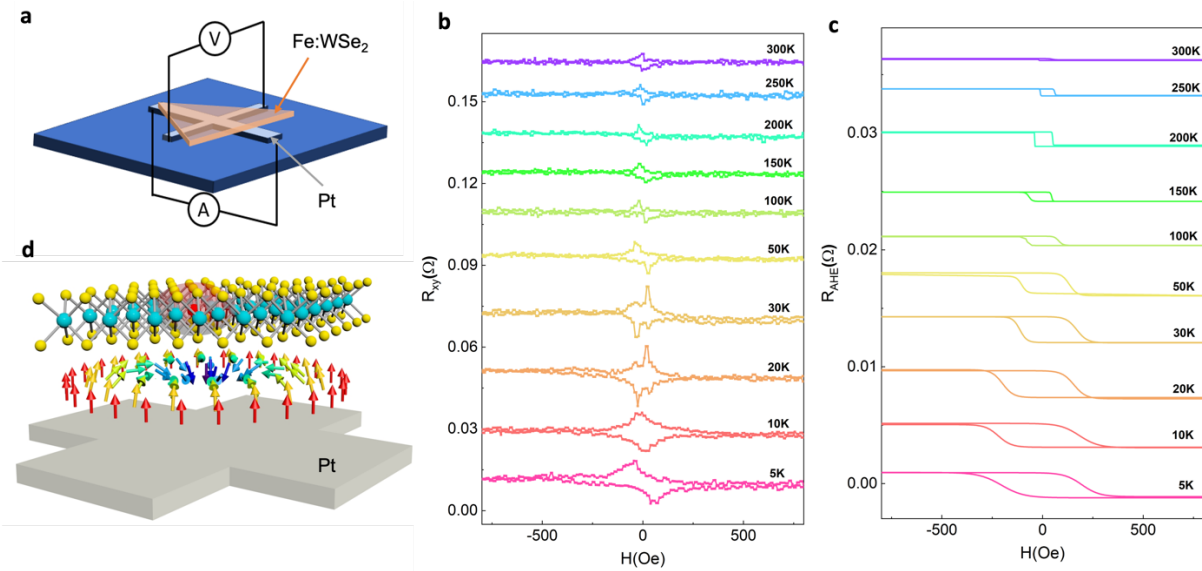 a
V
Fe:WSe₂
Pt
A
d
Pt
b
300K
250K
200K
150K
100K
50K
30K
20K
10K
5K
0.15
0.12
0.09
0.06
0.03
0.00
Rxy(Ω)
-500 0 500
H(Oe)
c
300K
250K
200K
150K
100K
50K
30K
20K
10K
5K
0.03
0.02
0.01
0.00
RAHE(Ω)
-500 0 500
H(Oe)